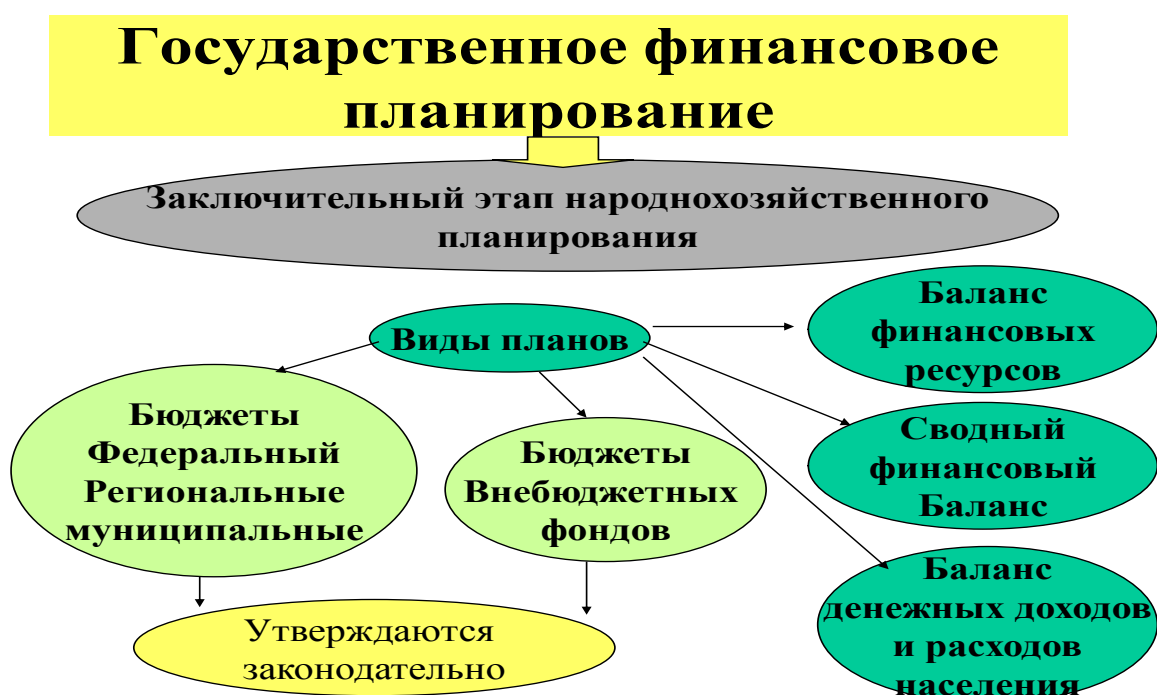 Государственное финансовое
планирование
Заключительный этап народнохозяйственного
планирования
Виды планов
Баланс
финансовых
ресурсов
Бюджеты
Федеральный
Региональные
муниципальные
Бюджеты
Внебюджетных
фондов
Сводный
финансовый
Баланс
Баланс
денежных доходов
и расходов
населения
Утверждаются
законодательно